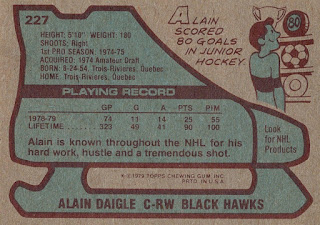 227
HEIGHT: 5'10" WEIGHT: 180
SHOOTS: Right
1st PRO SEASON: 1974-75
ACQUIRED: 1974 Amateur Draft
BORN: 8-24-54, Trois-Rivieres, Quebec
HOME: Trois-Rivieres, Quebec
ALAIN
SCORED
80 GOALS
IN JUNIOR
HOCKEY.
80
PLAYING RECORD
GP G A PTS PIM
1978-79 74 11 14 25 55
LIFETIME 323 49 41 90 100
Alain is known throughout the NHL for his
hard work, hustle and a tremendous shot.
Look
for NHL
Products
© 1979 TOPPS CHEWING GUM, INC.
PRTD. IN U.S.A.
ALAIN DAIGLE C-RW BLACK HAWKS